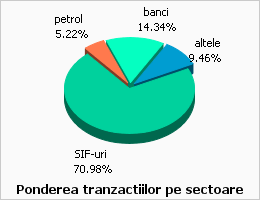 banci
14.34%
petrol
5.22%
altele
9.46%
SIF-uri
70.98%
Ponderea tranzactiilor pe sectoare